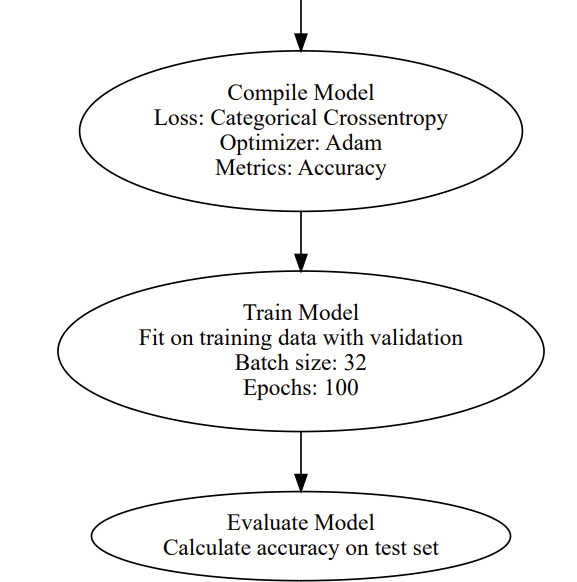 Compile Model
Loss: Categorical Crossentropy
Optimizer: Adam
Metrics: Accuracy
Train Model
Fit on training data with validation
Batch size: 32
Epochs: 100
Evaluate Model
Calculate accuracy on test set